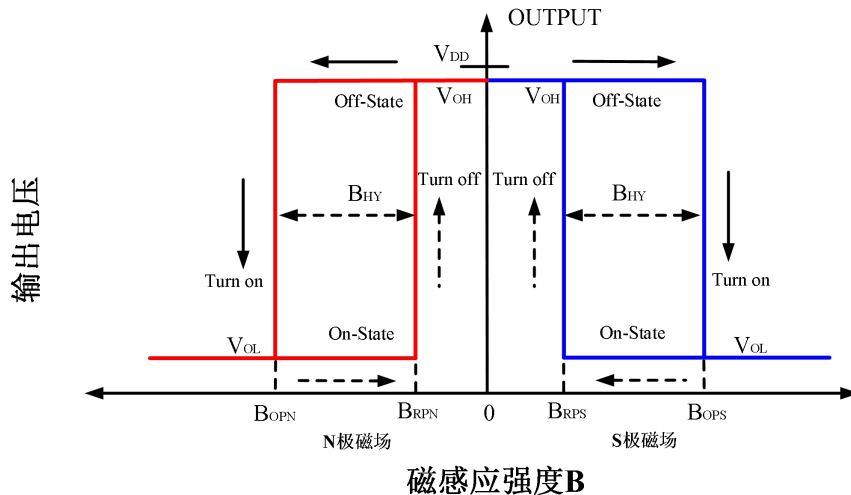 OUTPUT
VDD
Off-State
VOH
VOH
Off-State
Turn off
Turn off
BHY
BHY
输出电压
Turn on
Turn on
On-State
On-State
VOL
VOL
BOPN
BRPN
0
BRPS
BOPS
N极磁场
S极磁场
磁感应强度B